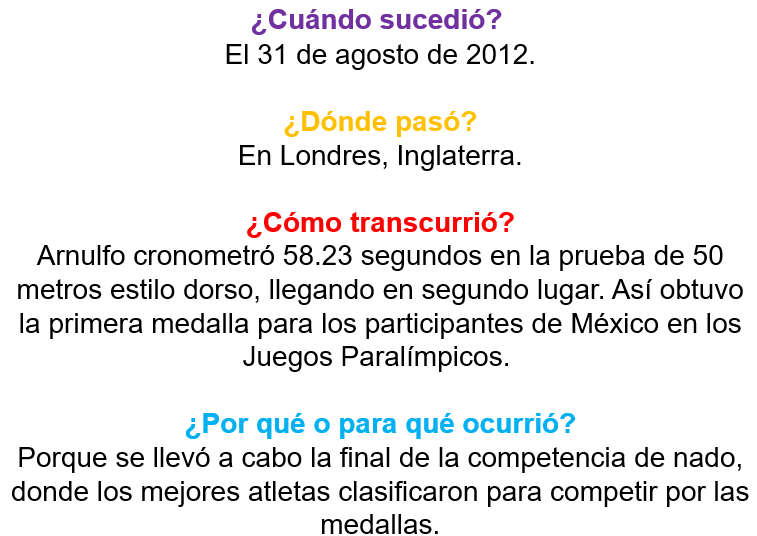 ¿Cuándo sucedió?
El 31 de agosto de 2012.
¿Dónde pasó?
En Londres, Inglaterra.
¿Cómo transcurrió?
Arnulfo cronometró 58.23 segundos en la prueba de 50
metros estilo dorso, llegando en segundo lugar. Así obtuvo
la primera medalla para los participantes de México en los
Juegos Paralímpicos.
¿Por qué o para qué ocurrió?
Porque se llevó a cabo la final de la competencia de nado,
donde los mejores atletas clasificaron para competir por las
medallas.